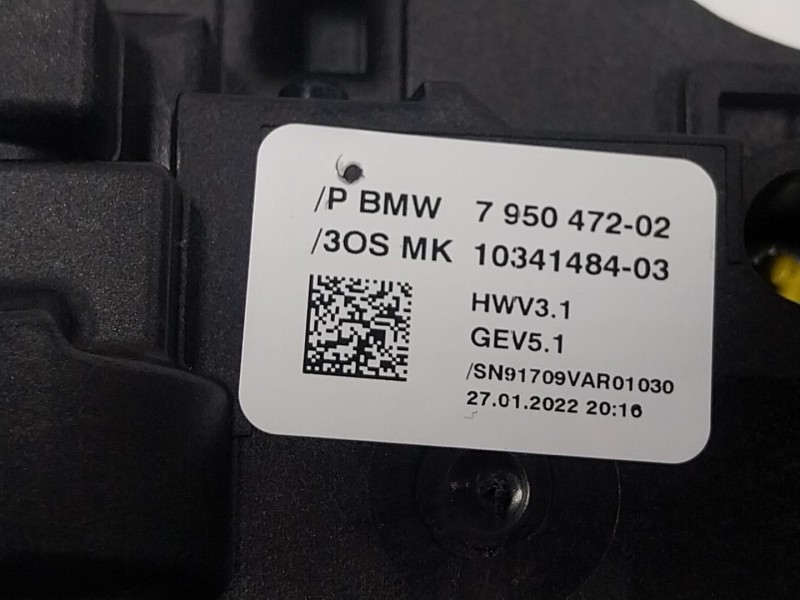 /P BMW 7 950 472-02
/3OS MK 10341484-03
HWV3.1
GEV5.1
/SN91709VAR01030
27.01.2022 20:16